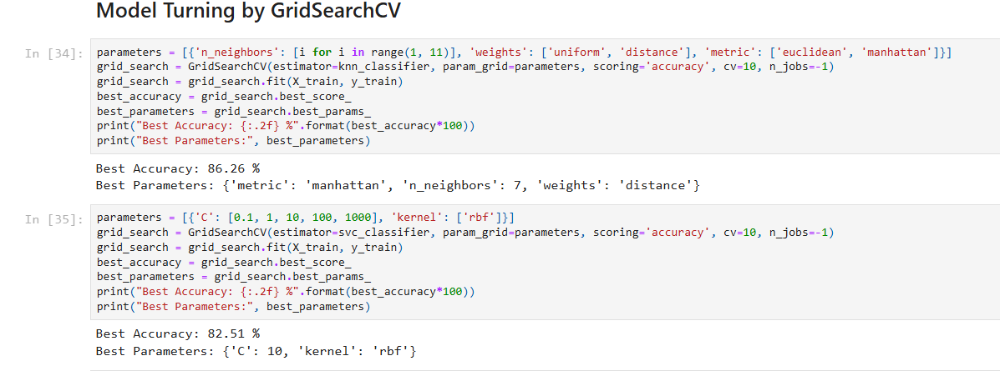 Model Turning by GridSearchCV
In [34]:
parameters = [{'n_neighbors': [i for i in range(1, 11)], 'weights': ['uniform', 'distance'], 'metric': ['euclidean', 'manhattan']}]
grid_search = GridSearchCV(estimator=knn_classifier, param_grid=parameters, scoring='accuracy', cv=10, n_jobs=-1)
grid_search = grid_search.fit(X_train, y_train)
best_accuracy = grid_search.best_score_
best_parameters = grid_search.best_params_
print("Best Accuracy: {:.2f} %".format(best_accuracy*100))
print("Best Parameters:", best_parameters)
Best Accuracy: 86.26 %
Best Parameters: {'metric': 'manhattan', 'n_neighbors': 7, 'weights': 'distance'}
In [35]:
parameters = [{'C': [0.1, 1, 10, 100, 1000], 'kernel': ['rbf']}]
grid_search = GridSearchCV(estimator=svc_classifier, param_grid=parameters, scoring='accuracy', cv=10, n_jobs=-1)
grid_search = grid_search.fit(X_train, y_train)
best_accuracy = grid_search.best_score_
best_parameters = grid_search.best_params_
print("Best Accuracy: {:.2f} %".format(best_accuracy*100))
print("Best Parameters:", best_parameters)
Best Accuracy: 82.51 %
Best Parameters: {'C': 10, 'kernel': 'rbf'}